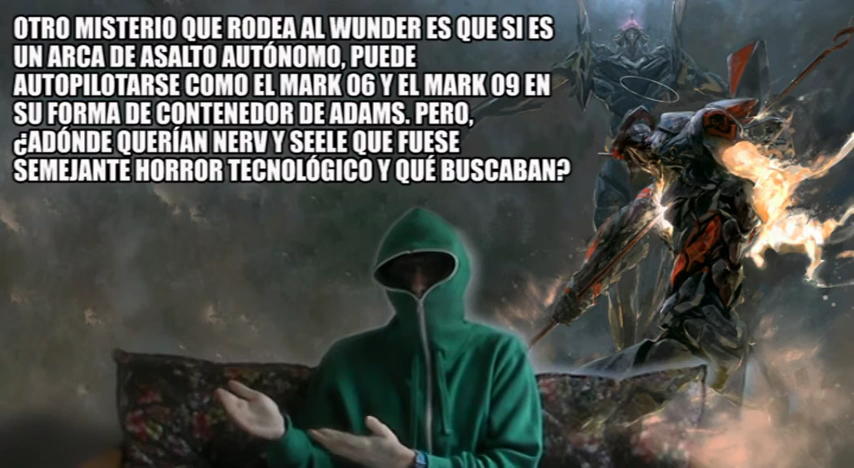 OTRO MISTERIO QUE RODEA AL WUNDER ES QUE SI ES
UN ARCA DE ASALTO AUTÓNOMO, PUEDE
AUTOPILOTARSE COMO EL MARK 06 Y EL MARK 09 EN
SU FORMA DE CONTENEDOR DE ADAMS. PERO,
¿ADÓNDE QUERÍAN NERV Y SEELE QUE FUESE
SEMEJANTE HORROR TECNOLÓGICO Y QUÉ BUSCABAN?